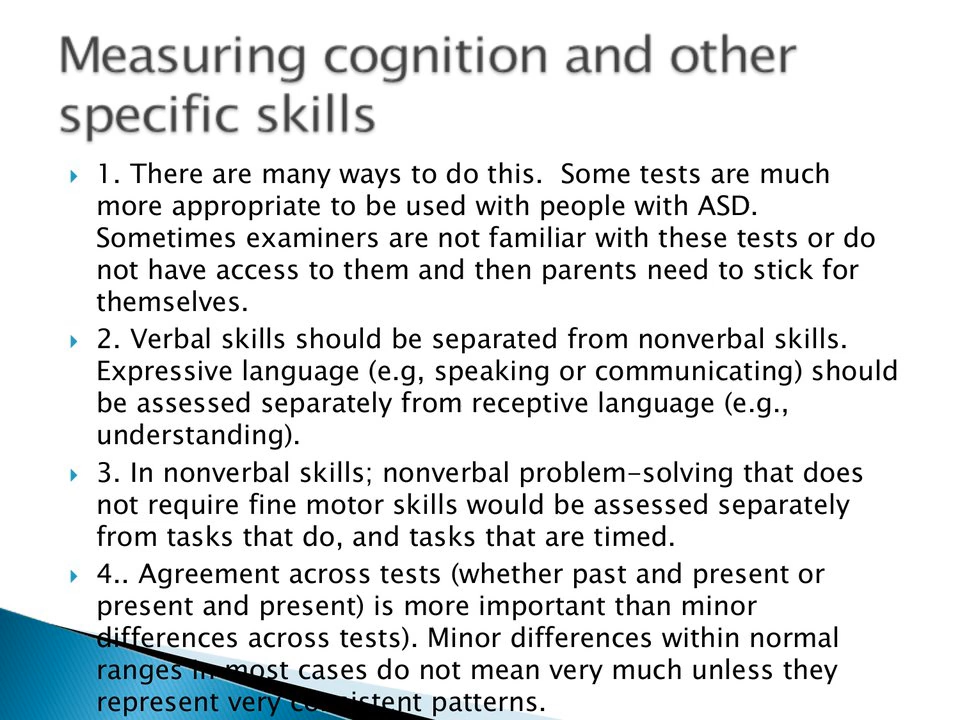 Measuring cognition and other
specific skills
1. There are many ways to do this.  Some tests are much
more appropriate to be used with people with ASD.
Sometimes examiners are not familiar with these tests or do
not have access to them and then parents need to stick for
themselves.
2. Verbal skills should be separated from nonverbal skills.
Expressive language (e.g, speaking or communicating) should
be assessed separately from receptive language (e.g.,
understanding).
3. In nonverbal skills; nonverbal problem-solving that does
not require fine motor skills would be assessed separately
from tasks that do, and tasks that are timed.
4.. Agreement across tests (whether past and present or
present and present) is more important than minor
differences across tests). Minor differences within normal
ranges in most cases do not mean very much unless they
represent very consistent patterns.